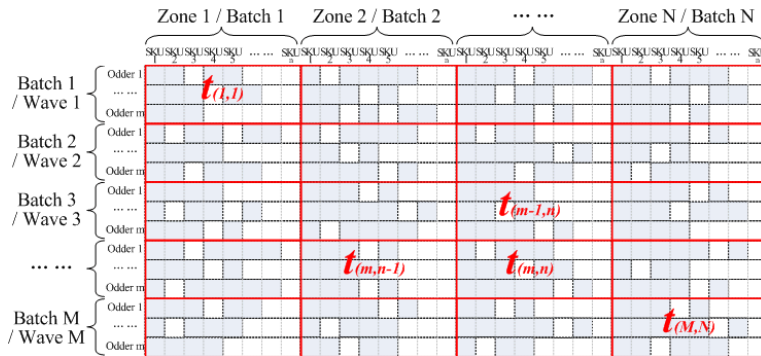 Zone 1 / Batch 1 Zone 2 / Batch 2 … … Zone N / Batch N
SKU 1 SKU 2 SKU 3 SKU 4 SKU 5 … … SKU n SKU 1 SKU 2 SKU 3 SKU 4 SKU 5 … … SKU n SKU 1 SKU 2 SKU 3 SKU 4 SKU 5 … … SKU n SKU 1 SKU 2 SKU 3 SKU 4 SKU 5 … … SKU n
Batch 1 / Wave 1
Odder 1
… …
Odder m
t(1,1)
Batch 2 / Wave 2
Odder 1
… …
Odder m
Batch 3 / Wave 3
Odder 1
… …
Odder m
t(m-1,n)
… …
Odder 1
… …
Odder m
t(m,n-1) t(m,n)
Batch M / Wave M
Odder 1
… …
Odder m
t(M,N)